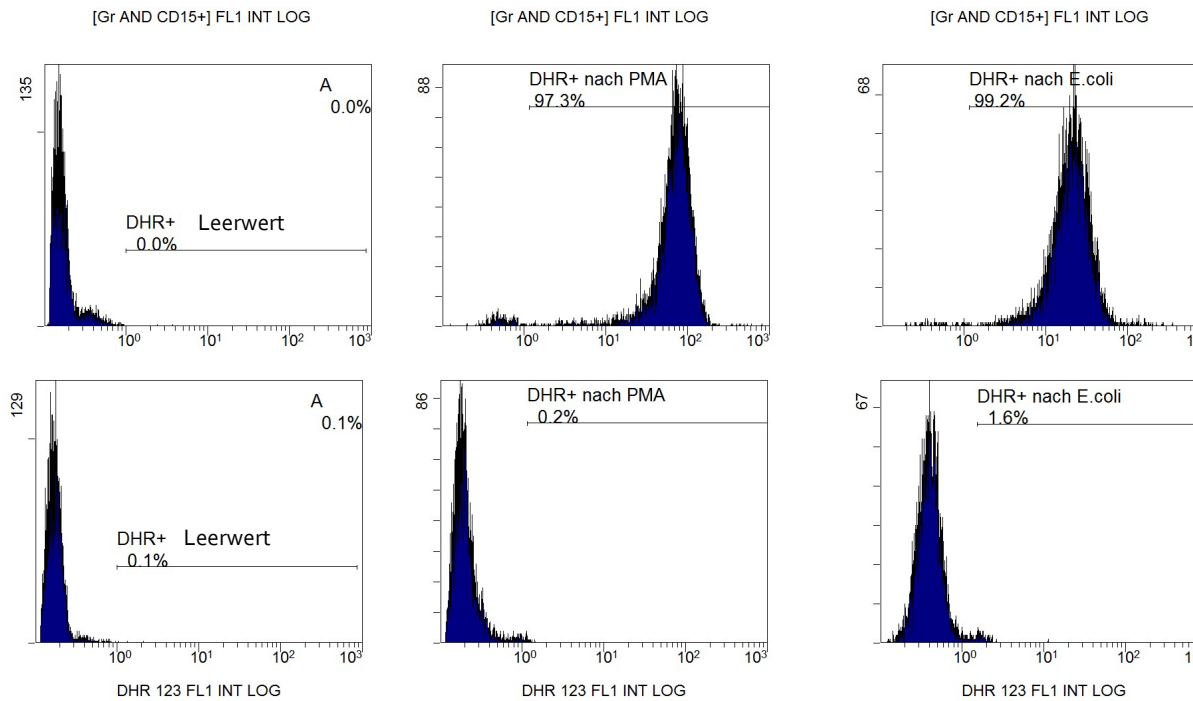 [Gr AND CD15+] FL1 INT LOG
[Gr AND CD15+] FL1 INT LOG
[Gr AND CD15+] FL1 INT LOG
135
A
0.0%
DHR+ Leerwert
0.0%
10⁰ 10¹ 10² 10³
88
DHR+ nach PMA
97.3%
10⁰ 10¹ 10² 10³
68
DHR+ nach E.coli
99.2%
10⁰ 10¹ 10²
129
A
0.1%
DHR+ Leerwert
0.1%
10⁰ 10¹ 10² 10³
DHR 123 FL1 INT LOG
86
DHR+ nach PMA
0.2%
10⁰ 10¹ 10² 10³
DHR 123 FL1 INT LOG
67
DHR+ nach E.coli
1.6%
10⁰ 10¹ 10²
DHR 123 FL1 INT LOG